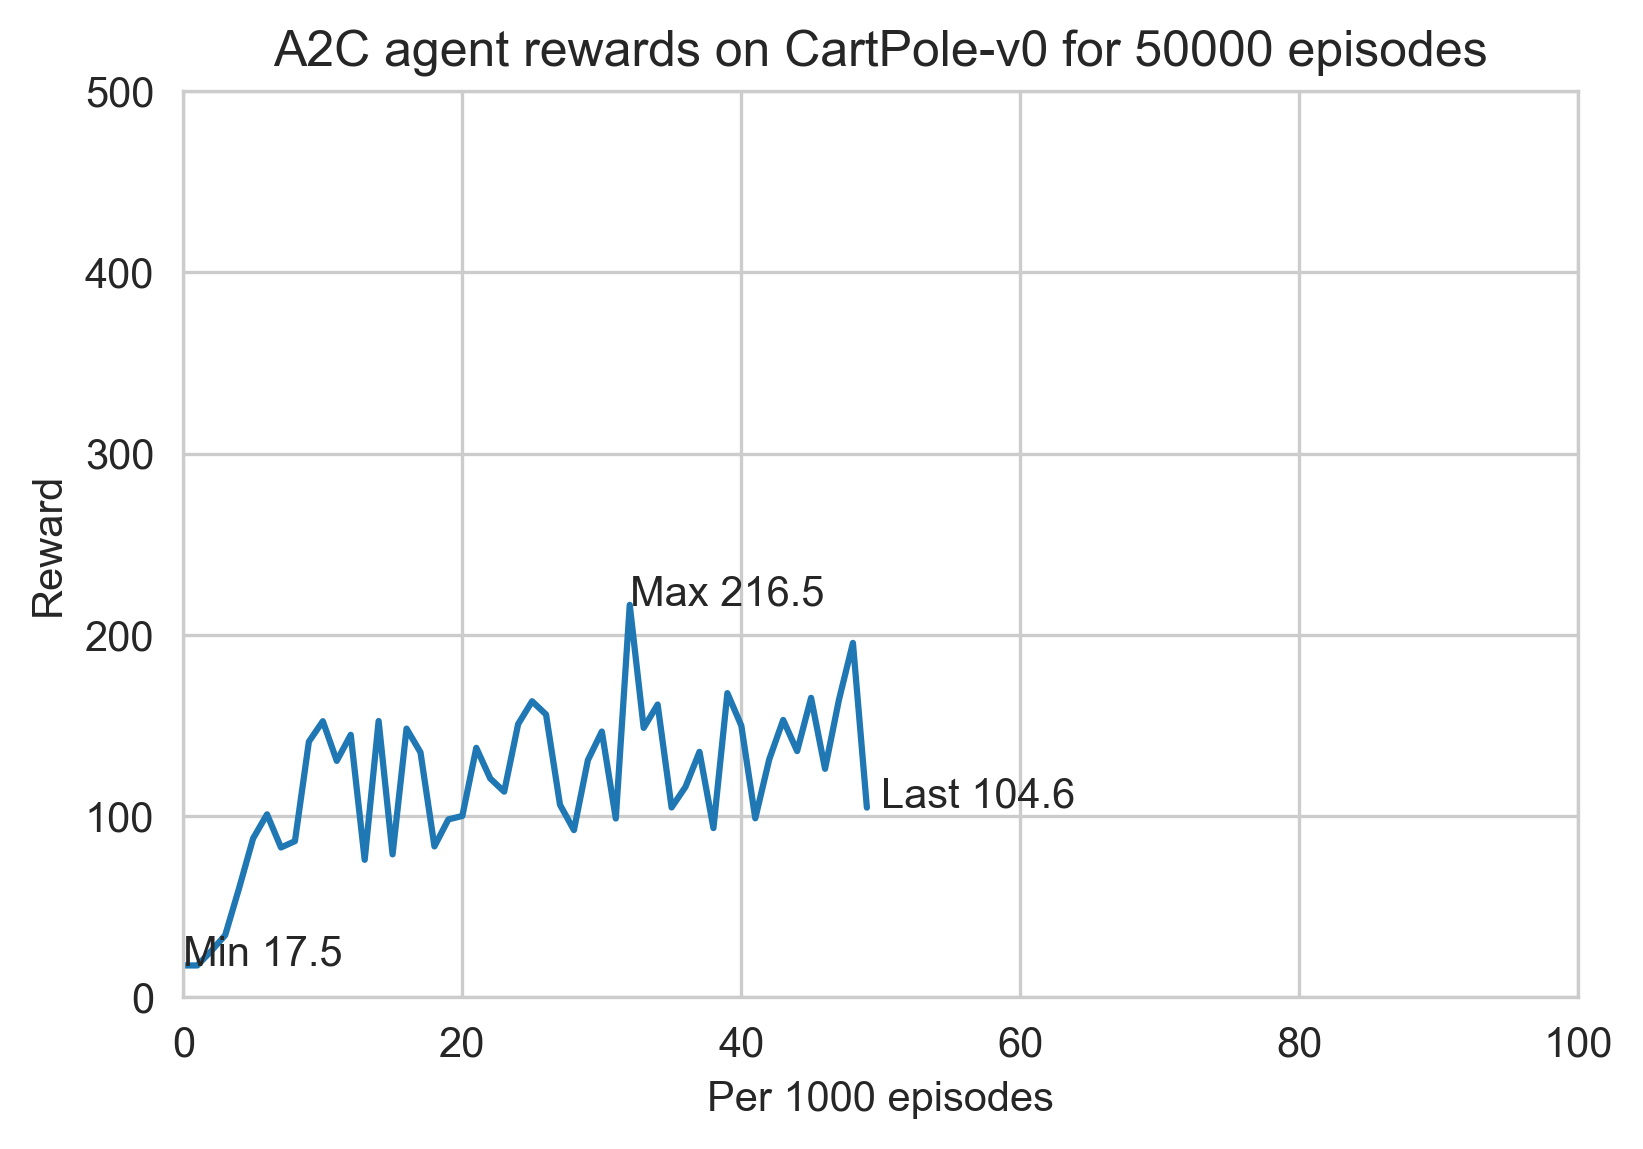 A2C agent rewards on CartPole-v0 for 50000 episodes
500
400
300
200
100
0
Reward
Max 216.5
Last 104.6
Min 17.5
0 20 40 60 80 100
Per 1000 episodes